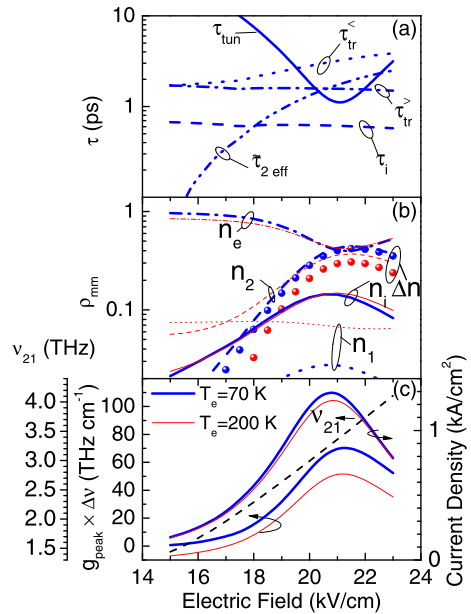 10
(a)
τtun
τtr<
τ (ps)
1
τtr>
τi
τ̃2 eff
0.1
1
(b)
ne
ρmm
n2
ni
Δn
0.1
n1
ν21 (THz)
(c)
4.0
3.5
3.0
2.5
2.0
1.5
gpeak × Δν (THz cm-1)
100
80
60
40
20
0
Te=70 K
Te=200 K
ν21
1
0
Current Density (kA/cm2)
14
16
18
20
22
24
Electric Field (kV/cm)